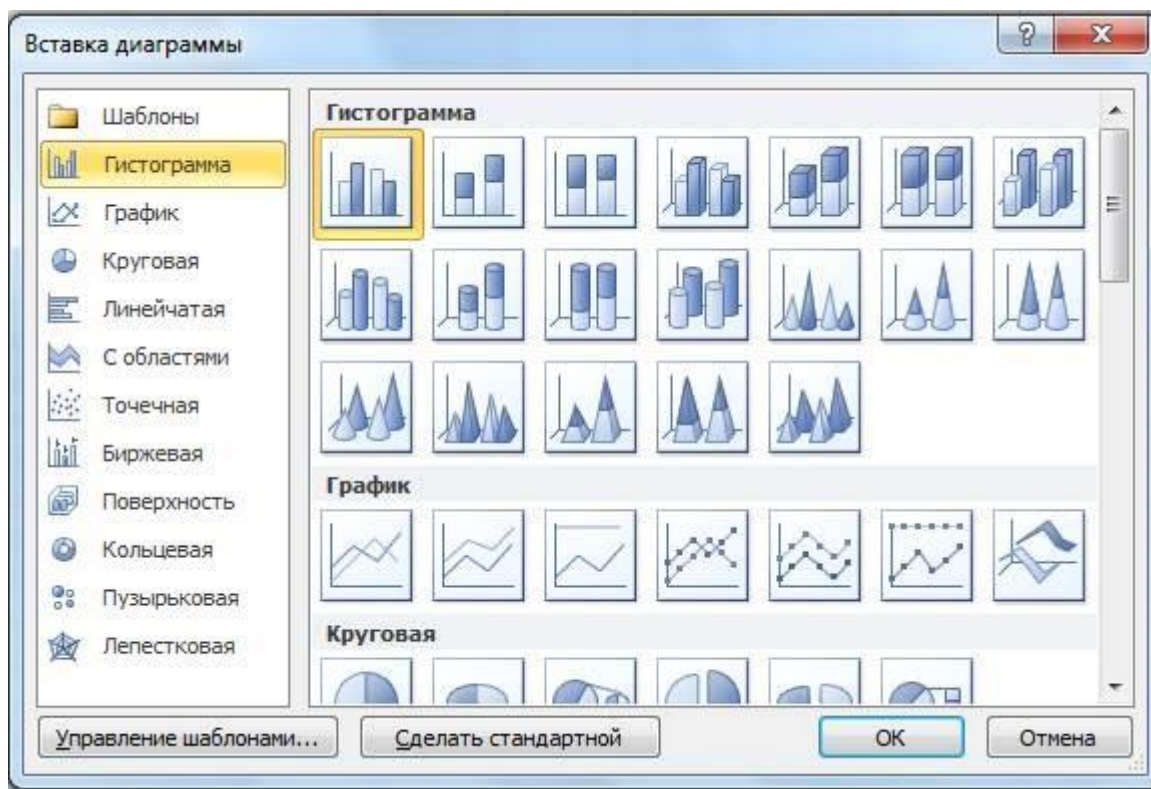 Вставка диаграммы
Шаблоны
Гистограмма
График
Круговая
Линейчатая
С областями
Точечная
Биржевая
Поверхность
Кольцевая
Пузырьковая
Лепестковая
Гистограмма
График
Круговая
Управление шаблонами...
Сделать стандартной
ОК
Отмена